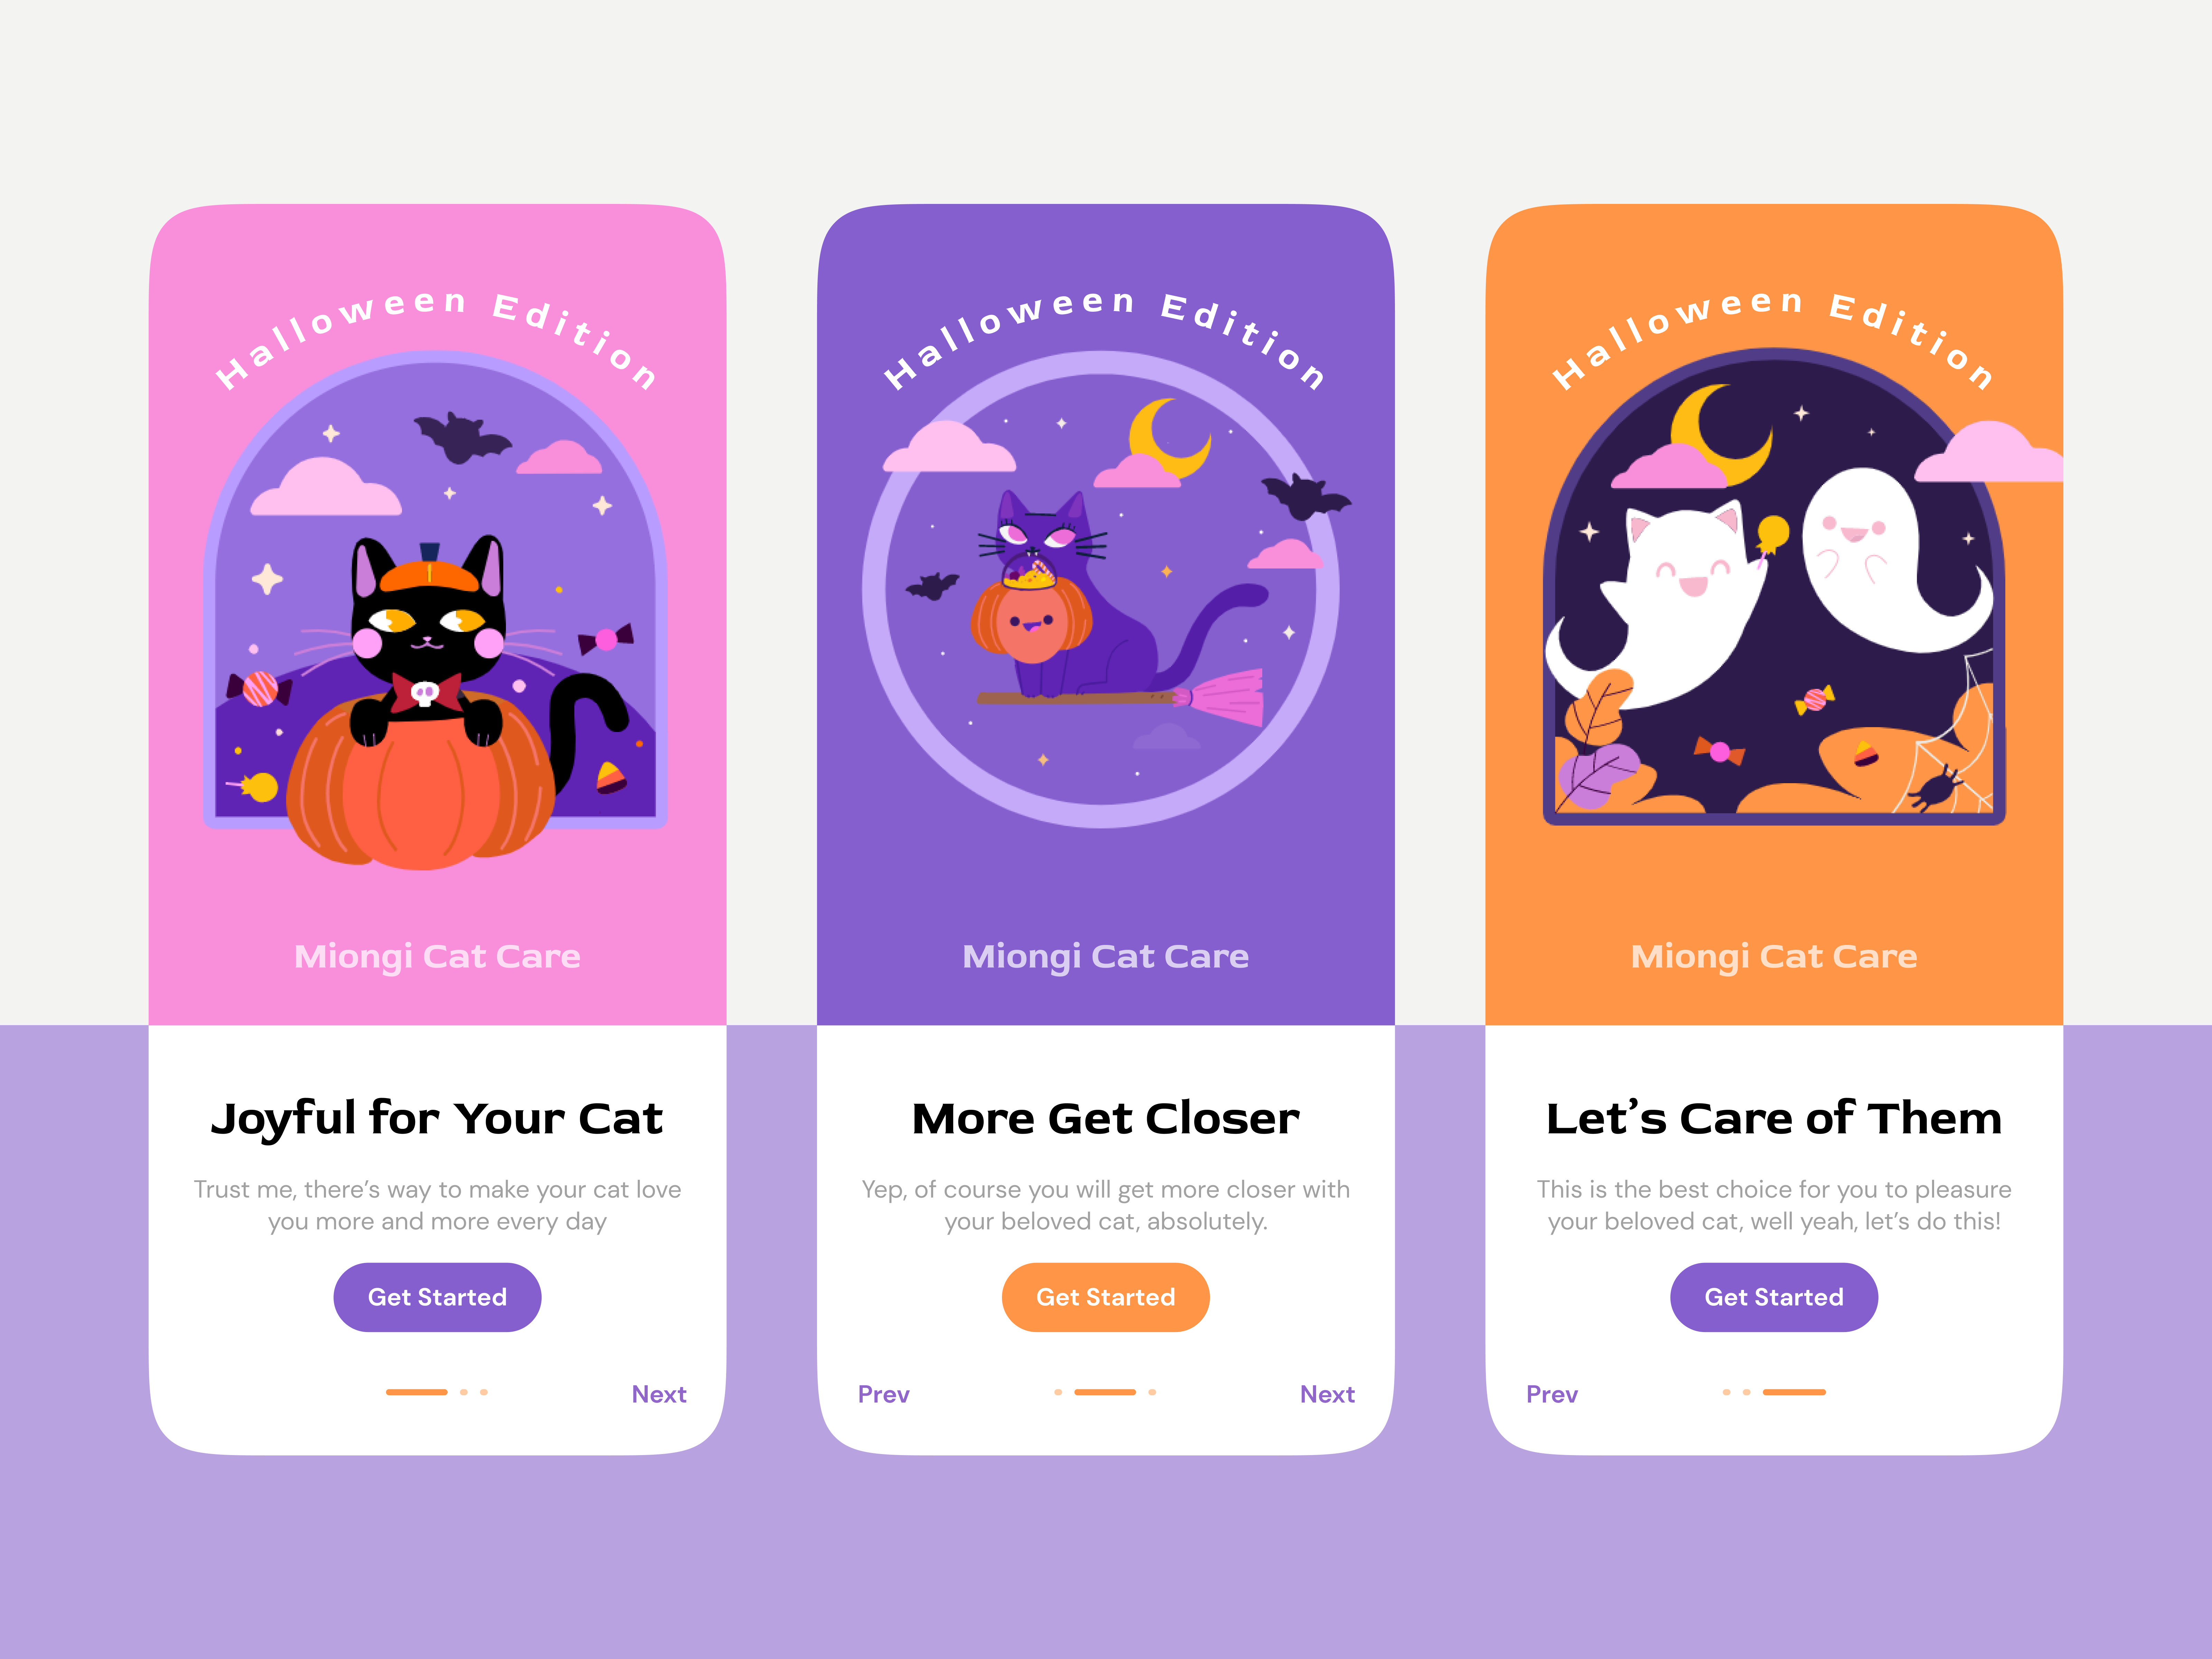 Halloween Edition
Miongi Cat Care
Joyful for Your Cat
Trust me, there's way to make your cat love
you more and more every day
Get Started
Next
Halloween Edition
Miongi Cat Care
More Get Closer
Yep, of course you will get more closer with
your beloved cat, absolutely.
Get Started
Prev
Next
Halloween Edition
Miongi Cat Care
Let’s Care of Them
This is the best choice for you to pleasure
your beloved cat, well yeah, let’s do this!
Get Started
Prev